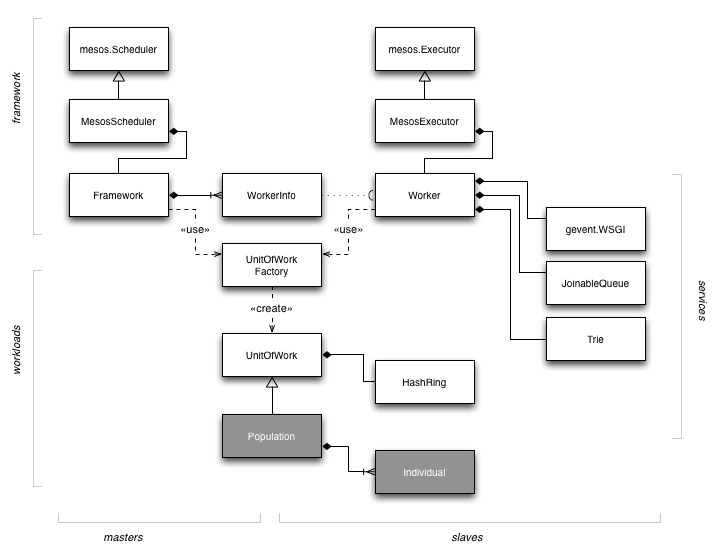 mesos.Scheduler
mesos.Executor
framework
MesosScheduler
MesosExecutor
Framework
WorkerInfo
Worker
«use»
«use»
gevent.WSGI
UnitOfWork
Factory
JoinableQueue
services
«create»
Trie
workloads
UnitOfWork
HashRing
Population
Individual
masters
slaves